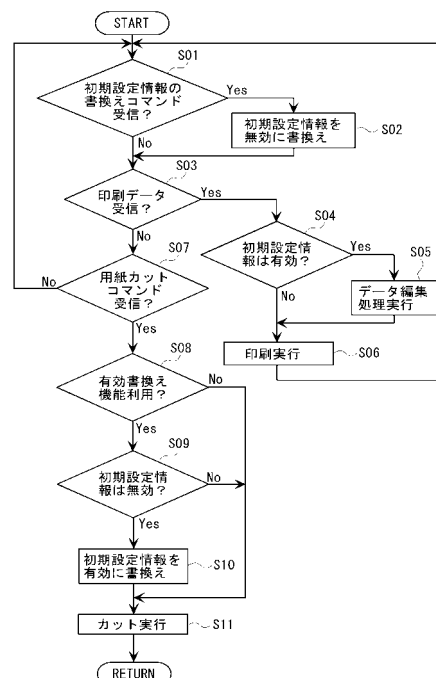 START
S01
初期設定情報の
書換えコマンド
受信？
Yes
No
初期設定情報を
無効に書換え
S02
S03
印刷データ
受信？
Yes
No
S04
初期設定情
報は有効？
Yes
No
S05
データ編集
処理実行
印刷実行
S06
S07
用紙カット
コマンド
受信？
No
Yes
S08
有効書換え
機能利用？
No
Yes
S09
初期設定情
報は無効？
No
Yes
初期設定情報を
有効に書換え
S10
カット実行
S11
RETURN